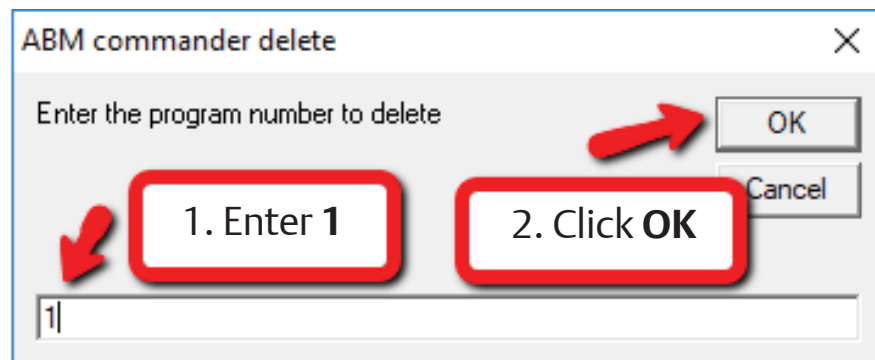 ABM commander delete
Enter the program number to delete
OK
Cancel
1. Enter 1
2. Click OK
1